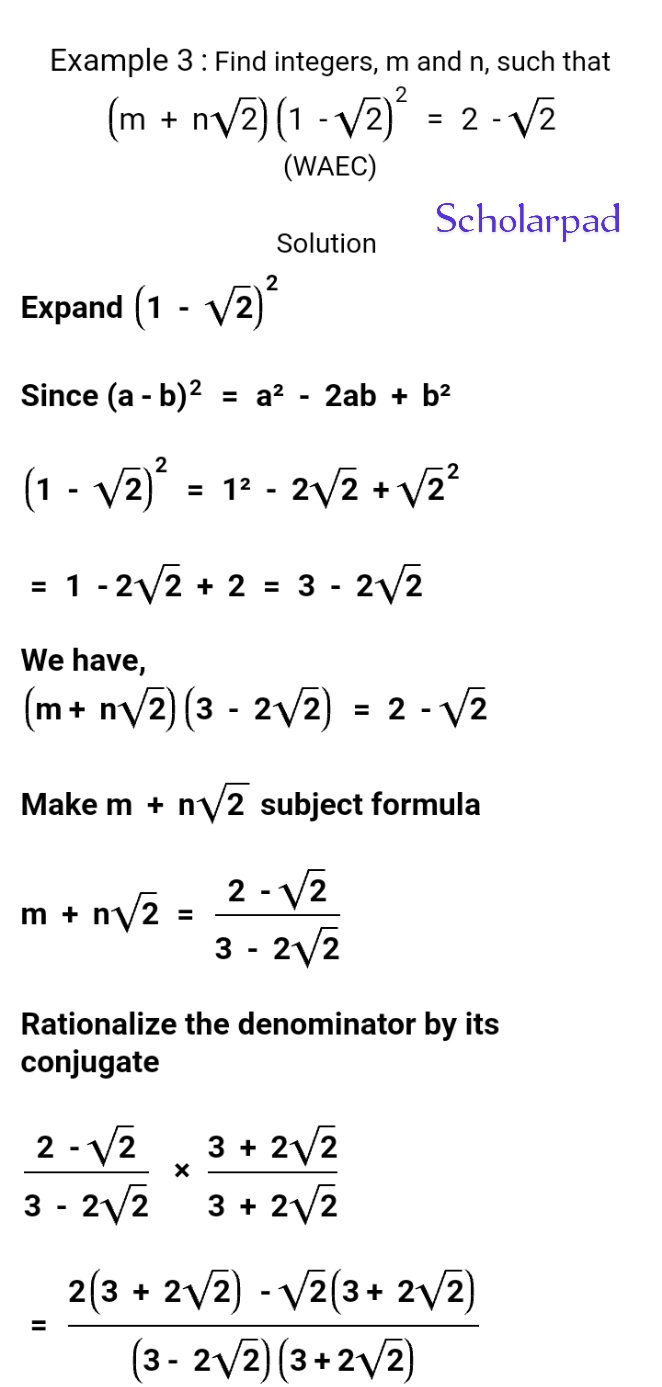 Example 3 : Find integers, m and n, such that
(m + n√2)(1 - √2)² = 2 - √2
(WAEC)
Scholarpad
Solution
Expand (1 - √2)²
Since (a - b)² = a² - 2ab + b²
(1 - √2)² = 1² - 2√2 + √2²
= 1 - 2√2 + 2 = 3 - 2√2
We have,
(m + n√2)(3 - 2√2) = 2 - √2
Make m + n√2 subject formula
m + n√2 = (2 - √2)/(3 - 2√2)
Rationalize the denominator by its
conjugate
(2 - √2)/(3 - 2√2) × (3 + 2√2)/(3 + 2√2)
= (2(3 + 2√2) - √2(3 + 2√2))/((3 - 2√2)(3 + 2√2))